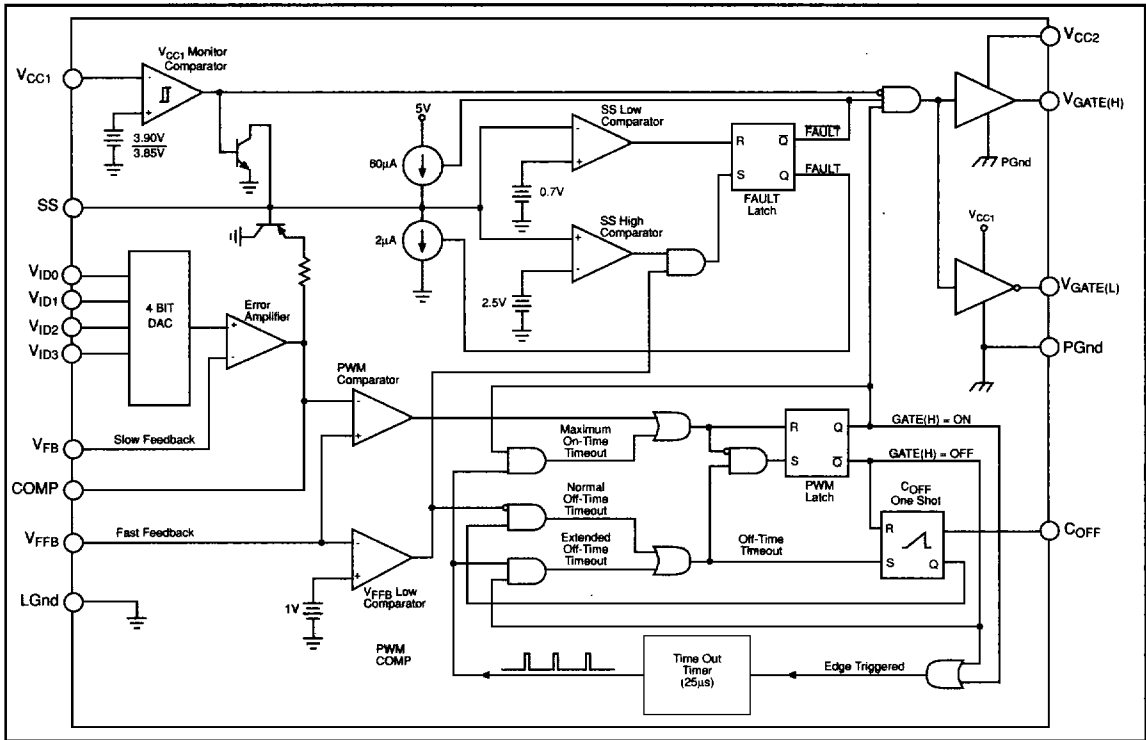 VCC1
VCC1 Monitor
Comparator
3.90V
3.85V
5V
60µA
SS Low
Comparator
0.7V
R
Q
FAULT
S
Q
FAULT
FAULT
Latch
PGnd
VCC2
VGATE(H)
SS
2µA
SS High
Comparator
2.5V
VCC1
VGATE(L)
PGnd
VID0
VID1
VID2
VID3
4 BIT
DAC
Error
Amplifier
PWM
Comparator
VFB
Slow Feedback
COMP
VFFB
Fast Feedback
LGnd
1V
VFFB Low
Comparator
PWM
COMP
Maximum
On-Time
Timeout
Normal
Off-Time
Timeout
Extended
Off-Time
Timeout
R
Q
S
Q
PWM
Latch
GATE(H) = ON
GATE(H) = OFF
COFF
One Shot
R
S
Q
COFF
Off-Time
Timeout
Time Out
Timer
(25µs)
Edge Triggered